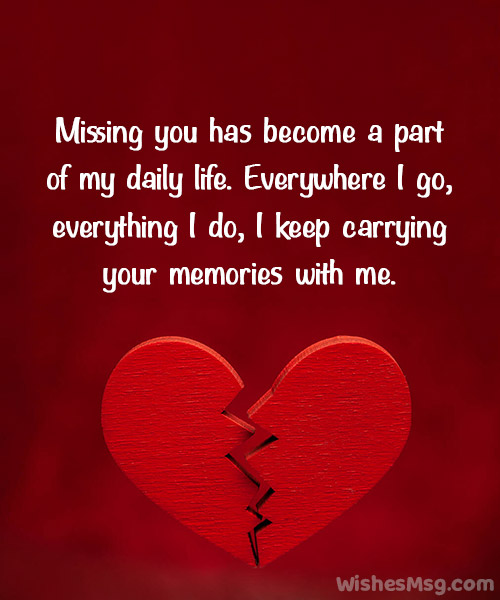 Missing you has become a part
of my daily life. Everywhere I go,
everything I do, I keep carrying
your memories with me.
WishesMsg.com